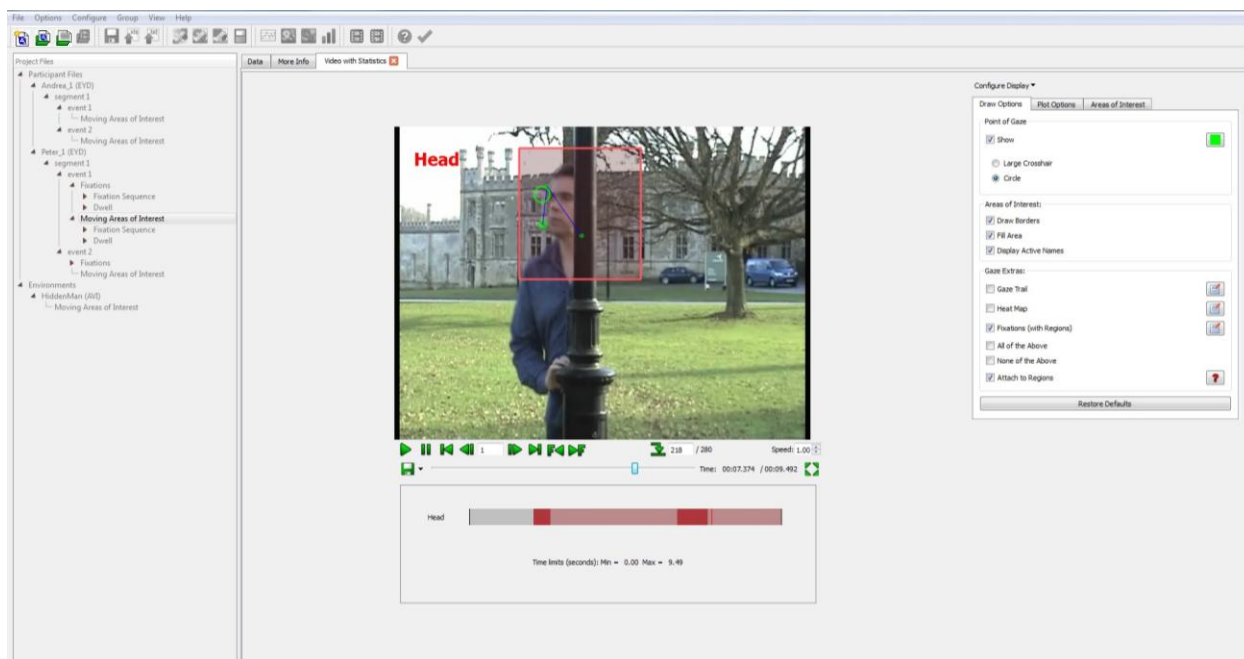 File Options Configure Group View Help
Project Files
Participant Files
Andrea_1 (EYD)
segment 1
event 1
Moving Areas of Interest
event 2
Moving Areas of Interest
Peter_1 (EYD)
segment 1
event 1
Fixations
Fixation Sequence
Dwell
Moving Areas of Interest
Fixation Sequence
Dwell
event 2
Fixations
Moving Areas of Interest
Environments
HiddenMan (AVI)
Moving Areas of Interest
Data More Info Video with Statistics
Head
1 218 / 280 Speed: 1.00
Time: 00:07.374 / 00:09.492
Head
Time limits (seconds): Min = 0.00 Max = 9.49
Configure Display
Draw Options Plot Options Areas of Interest
Point of Gaze
Show
Large Crosshair
Circle
Areas of Interest:
Draw Borders
Fill Area
Display Active Names
Gaze Extras:
Gaze Trail
Heat Map
Fixations (with Regions)
All of the Above
None of the Above
Attach to Regions ?
Restore Defaults